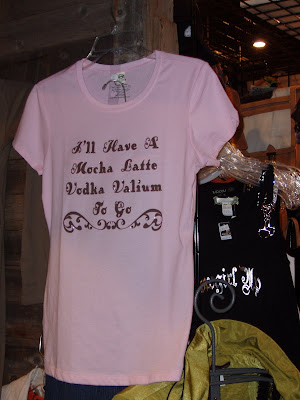 I'll Have A
Mocha Latte
Vodka Valium
To Go